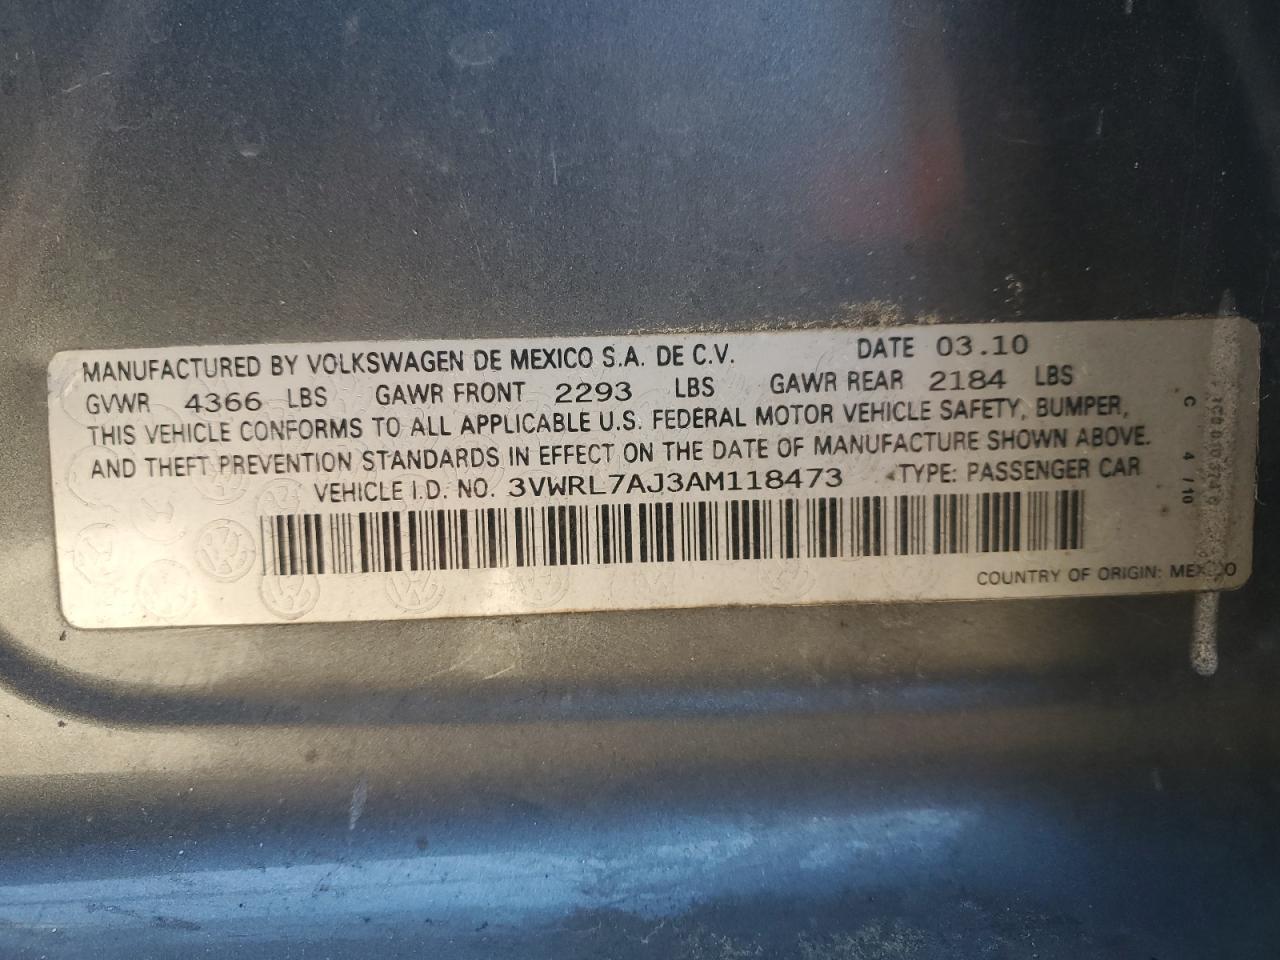 MANUFACTURED BY VOLKSWAGEN DE MEXICO S.A. DE C.V. DATE 03.10
GVWR 4366 LBS GAWR FRONT 2293 LBS GAWR REAR 2184 LBS
THIS VEHICLE CONFORMS TO ALL APPLICABLE U.S. FEDERAL MOTOR VEHICLE SAFETY, BUMPER,
AND THEFT PREVENTION STANDARDS IN EFFECT ON THE DATE OF MANUFACTURE SHOWN ABOVE.
VEHICLE I.D. NO. 3VWRL7AJ3AM118473 TYPE: PASSENGER CAR
COUNTRY OF ORIGIN: MEXICO
C 4 /10